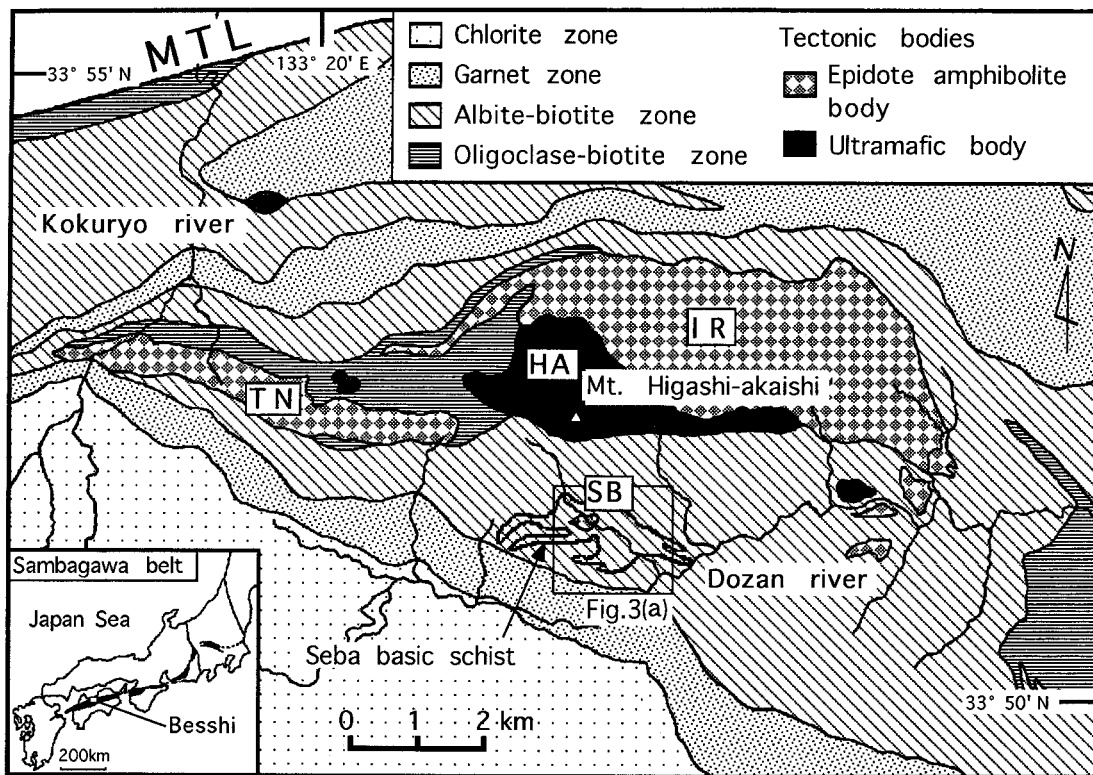 MTL
33° 55' N
133° 20' E
Chlorite zone
Garnet zone
Albite-biotite zone
Oligoclase-biotite zone
Tectonic bodies
Epidote amphibolite
body
Ultramafic body
Kokuryo river
N
IR
HA
Mt. Higashi-akaishi
TN
SB
Dozan river
Fig.3(a)
Seba basic schist
33° 50' N
0 1 2 km
Sambagawa belt
Japan Sea
Besshi
200km